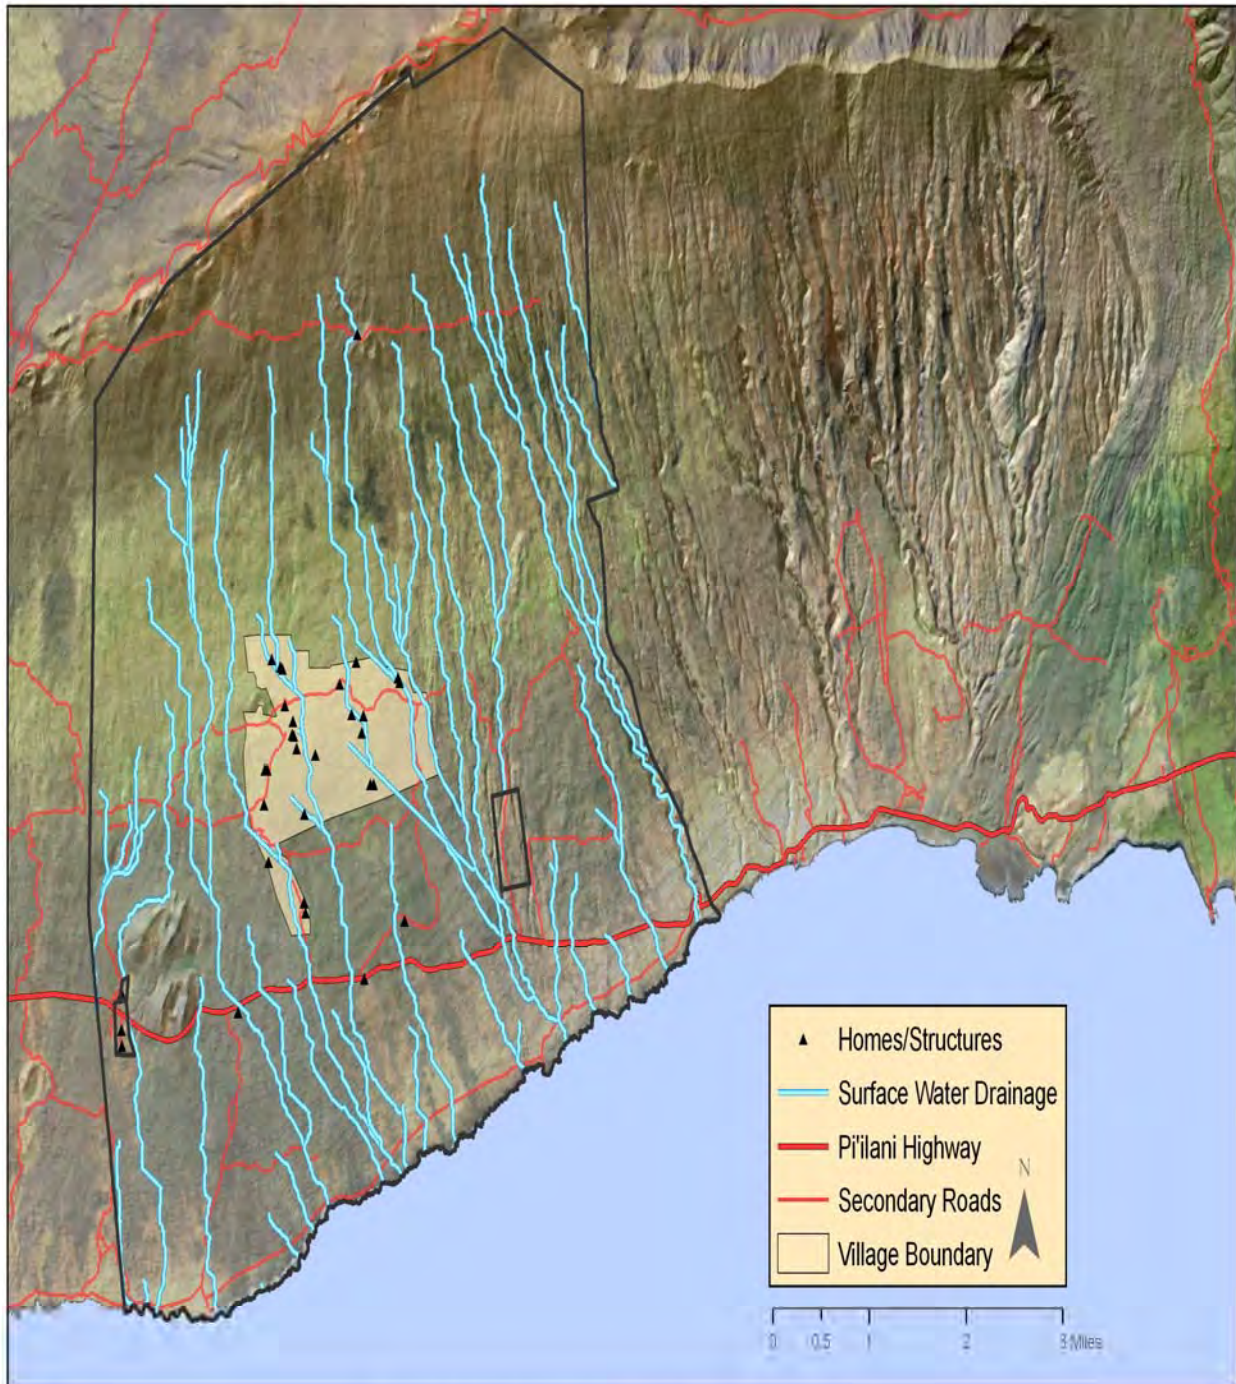 Homes/Structures
Surface Water Drainage
Pi'ilani Highway
N
Secondary Roads
Village Boundary
0 0.5 1 2 3 Miles